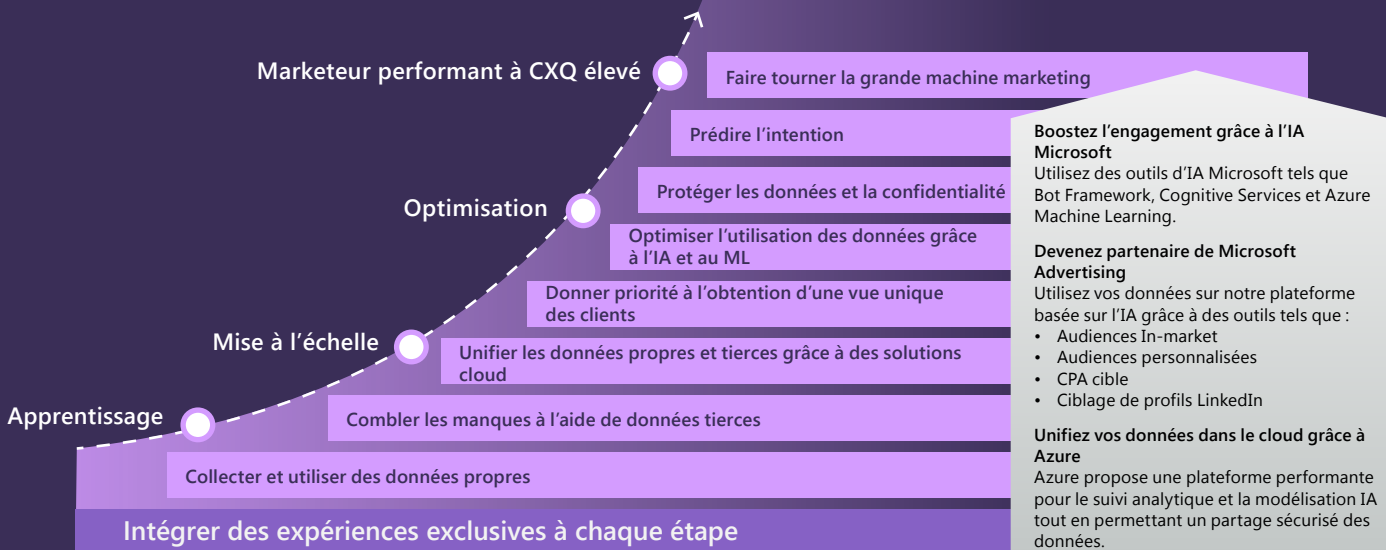 Marketeur performant à CXQ élevé
Faire tourner la grande machine marketing
Prédire l’intention
Protéger les données et la confidentialité
Optimisation
Optimiser l’utilisation des données grâce
à l’IA et au ML
Donner priorité à l’obtention d’une vue unique
des clients
Mise à l’échelle
Unifier les données propres et tierces grâce à des solutions
cloud
Apprentissage
Combler les manques à l’aide de données tierces
Collecter et utiliser des données propres
Intégrer des expériences exclusives à chaque étape
Boostez l’engagement grâce à l’IA
Microsoft
Utilisez des outils d’IA Microsoft tels que
Bot Framework, Cognitive Services et Azure
Machine Learning.
Devenez partenaire de Microsoft
Advertising
Utilisez vos données sur notre plateforme
basée sur l’IA grâce à des outils tels que :
• Audiences In-market
• Audiences personnalisées
• CPA cible
• Ciblage de profils LinkedIn
Unifiez vos données dans le cloud grâce à
Azure
Azure propose une plateforme performante
pour le suivi analytique et la modélisation IA
tout en permettant un partage sécurisé des
données.